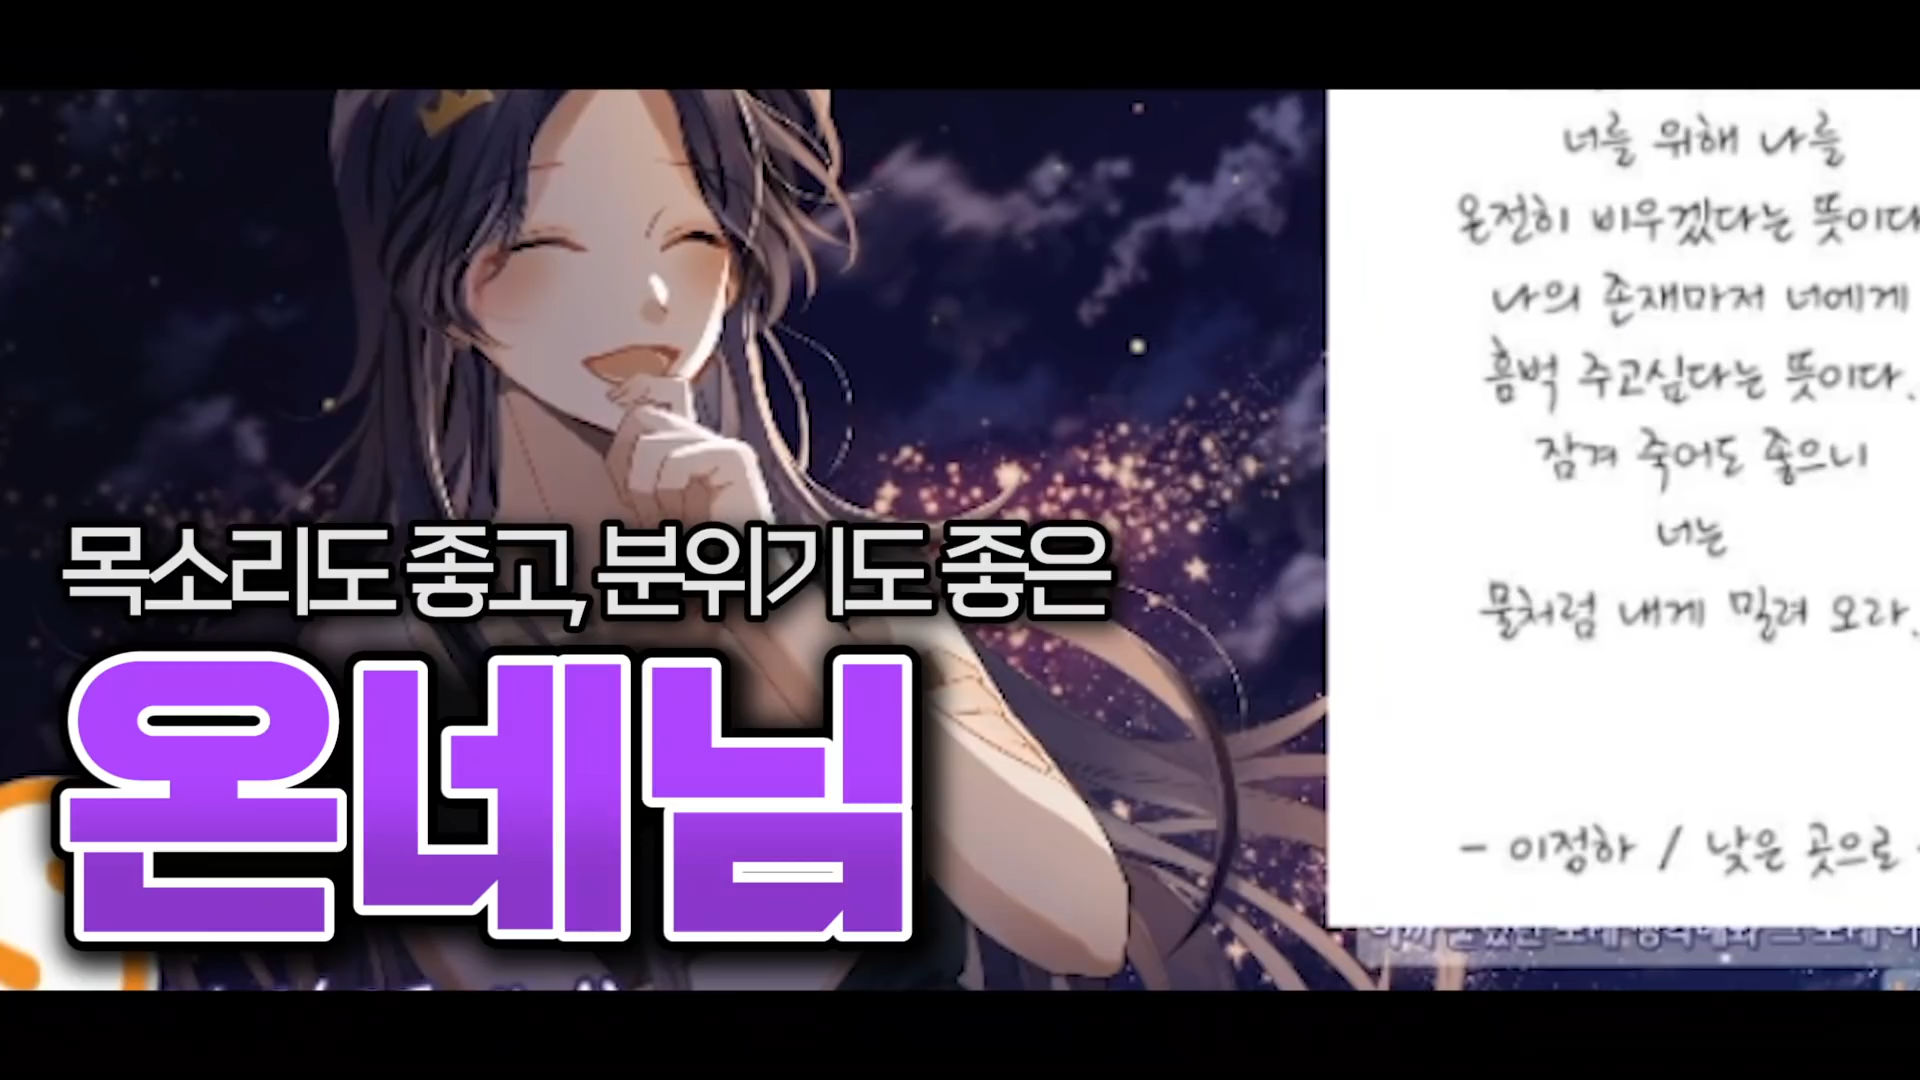 너를 위해 나를
온전히 비우겠다는 뜻이다
나의 존재마저 너에게
흠벅 주고싶다는 뜻이다.
잠겨 죽어도 좋으니
너는
물처럼 내게 밀려 오라.
- 이정하 / 낮은 곳으로 -
목소리도 좋고, 분위기도 좋은
온네님